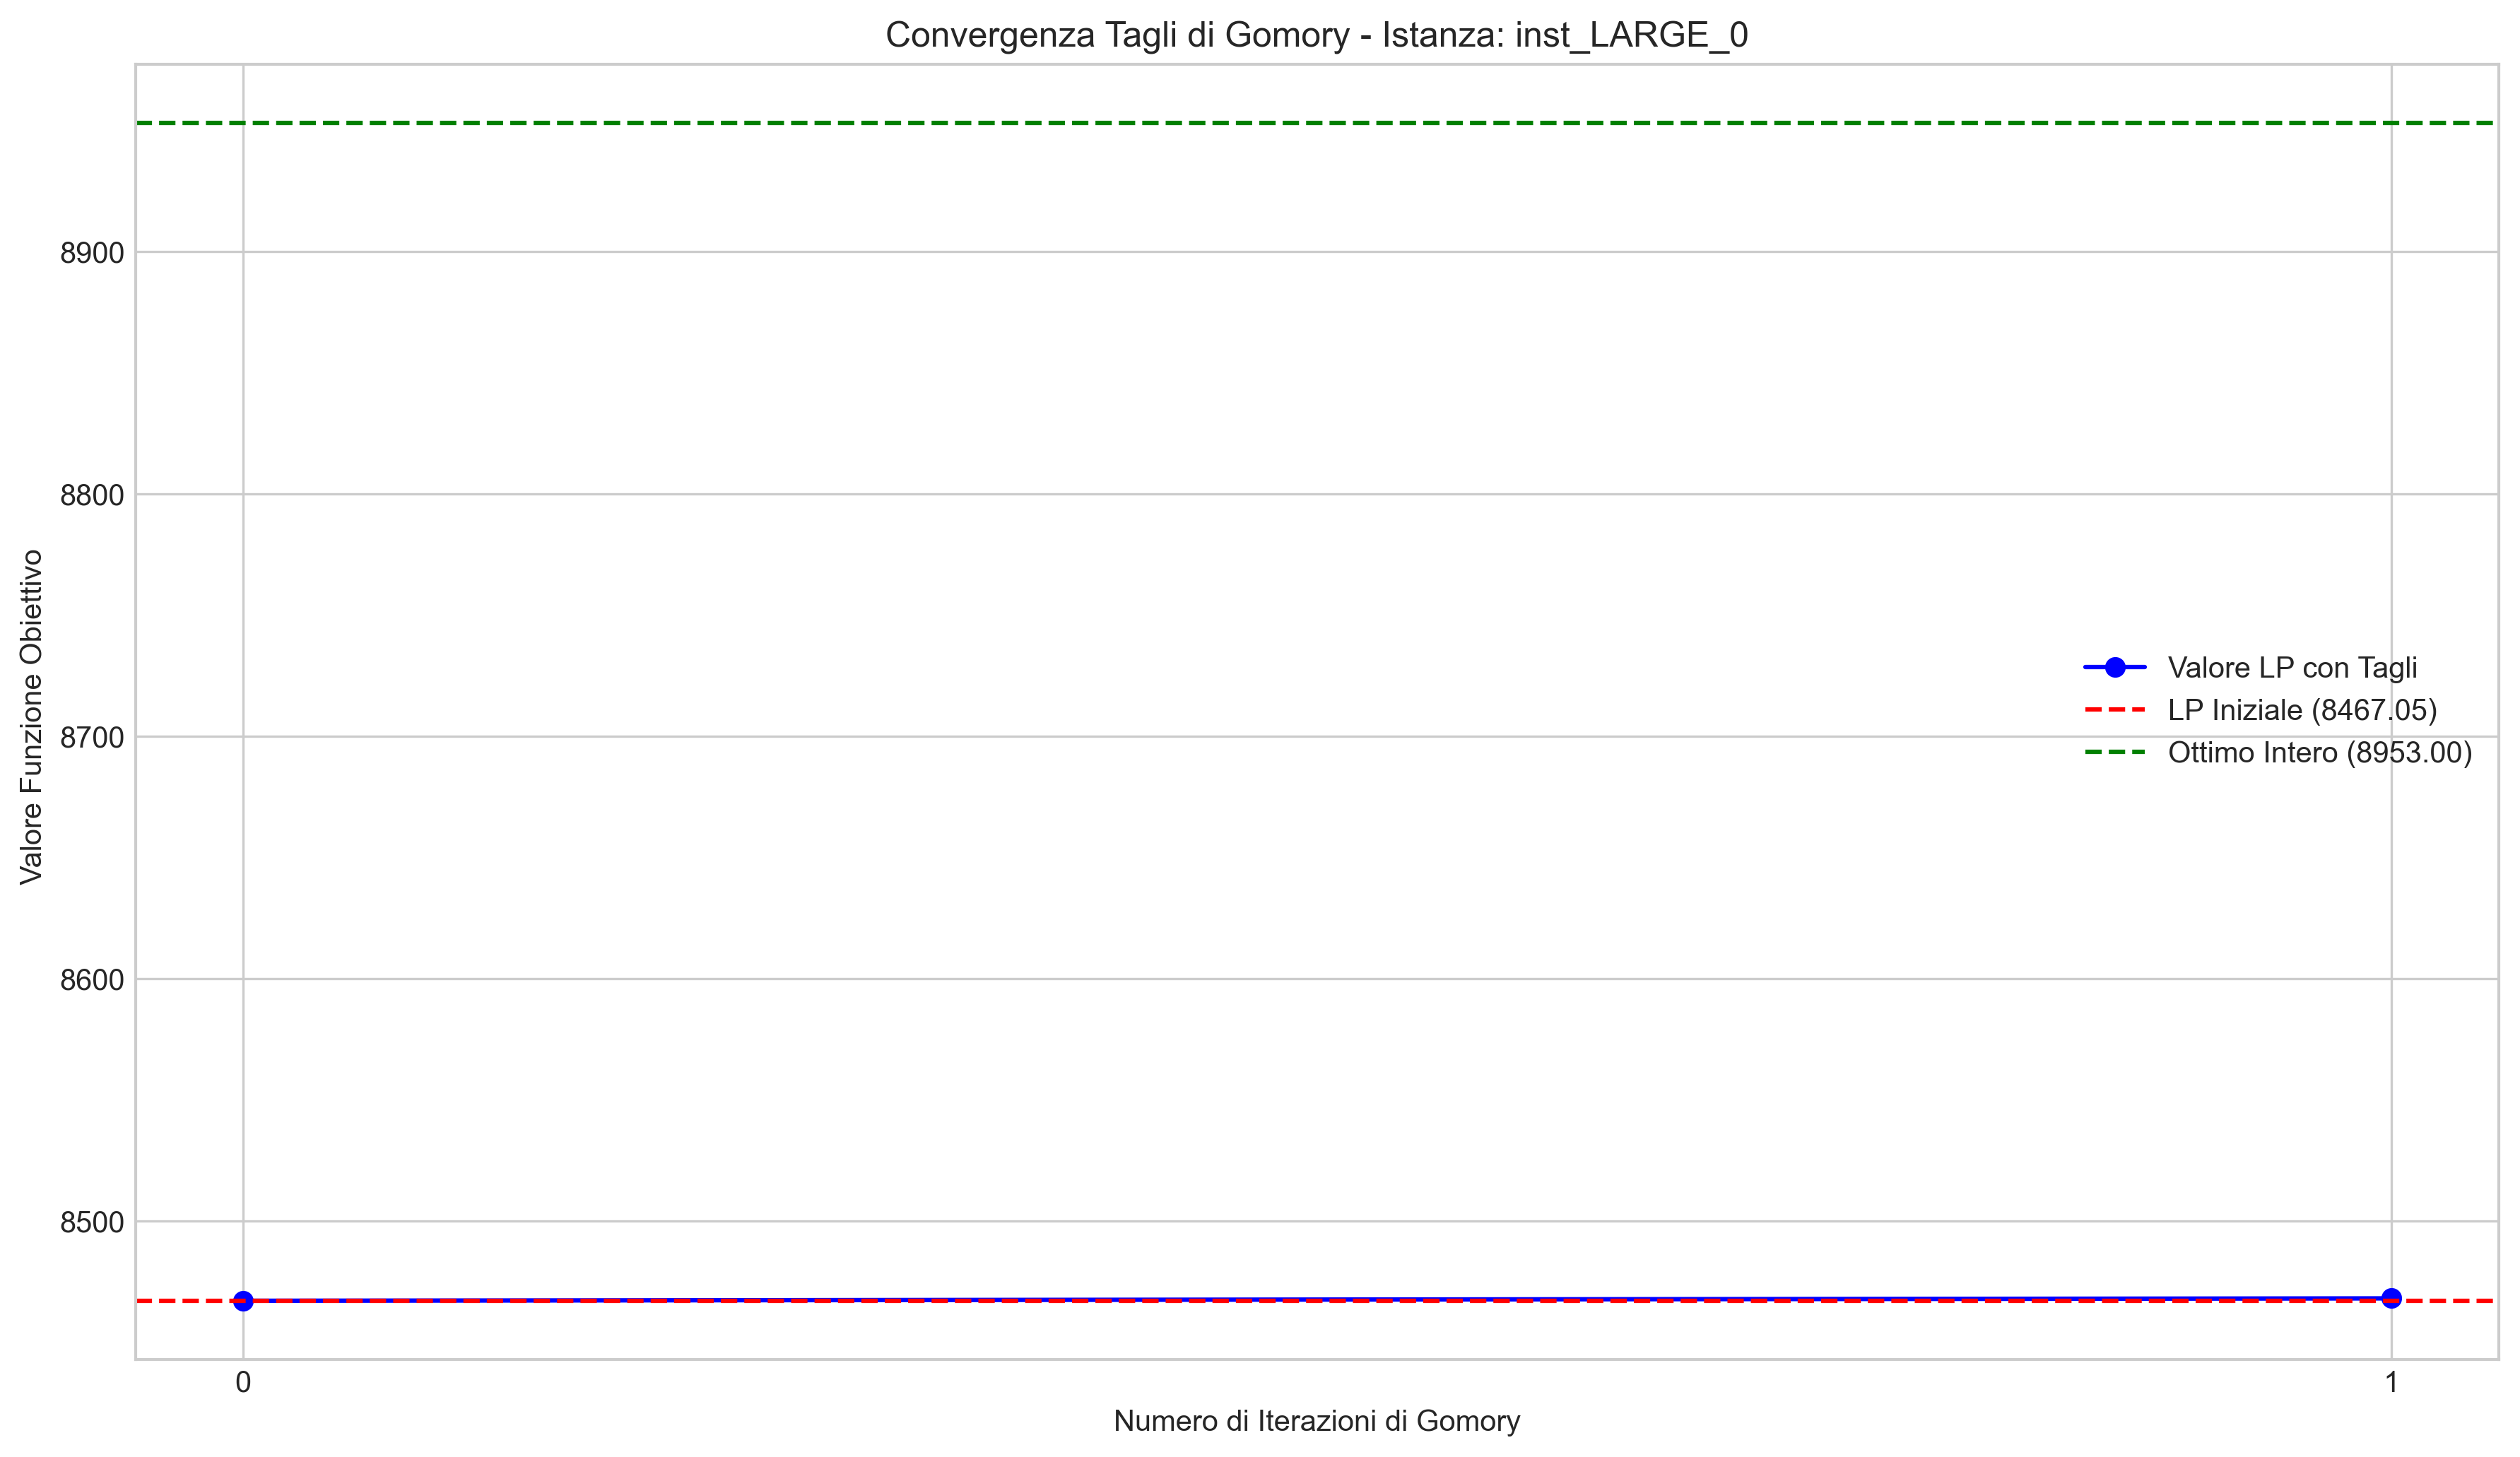 Convergenza Tagli di Gomory - Istanza: inst_LARGE_0
Valore Funzione Obiettivo
8900
8800
8700
8600
8500
Valore LP con Tagli
LP Iniziale (8467.05)
Ottimo Intero (8953.00)
0
1
Numero di Iterazioni di Gomory